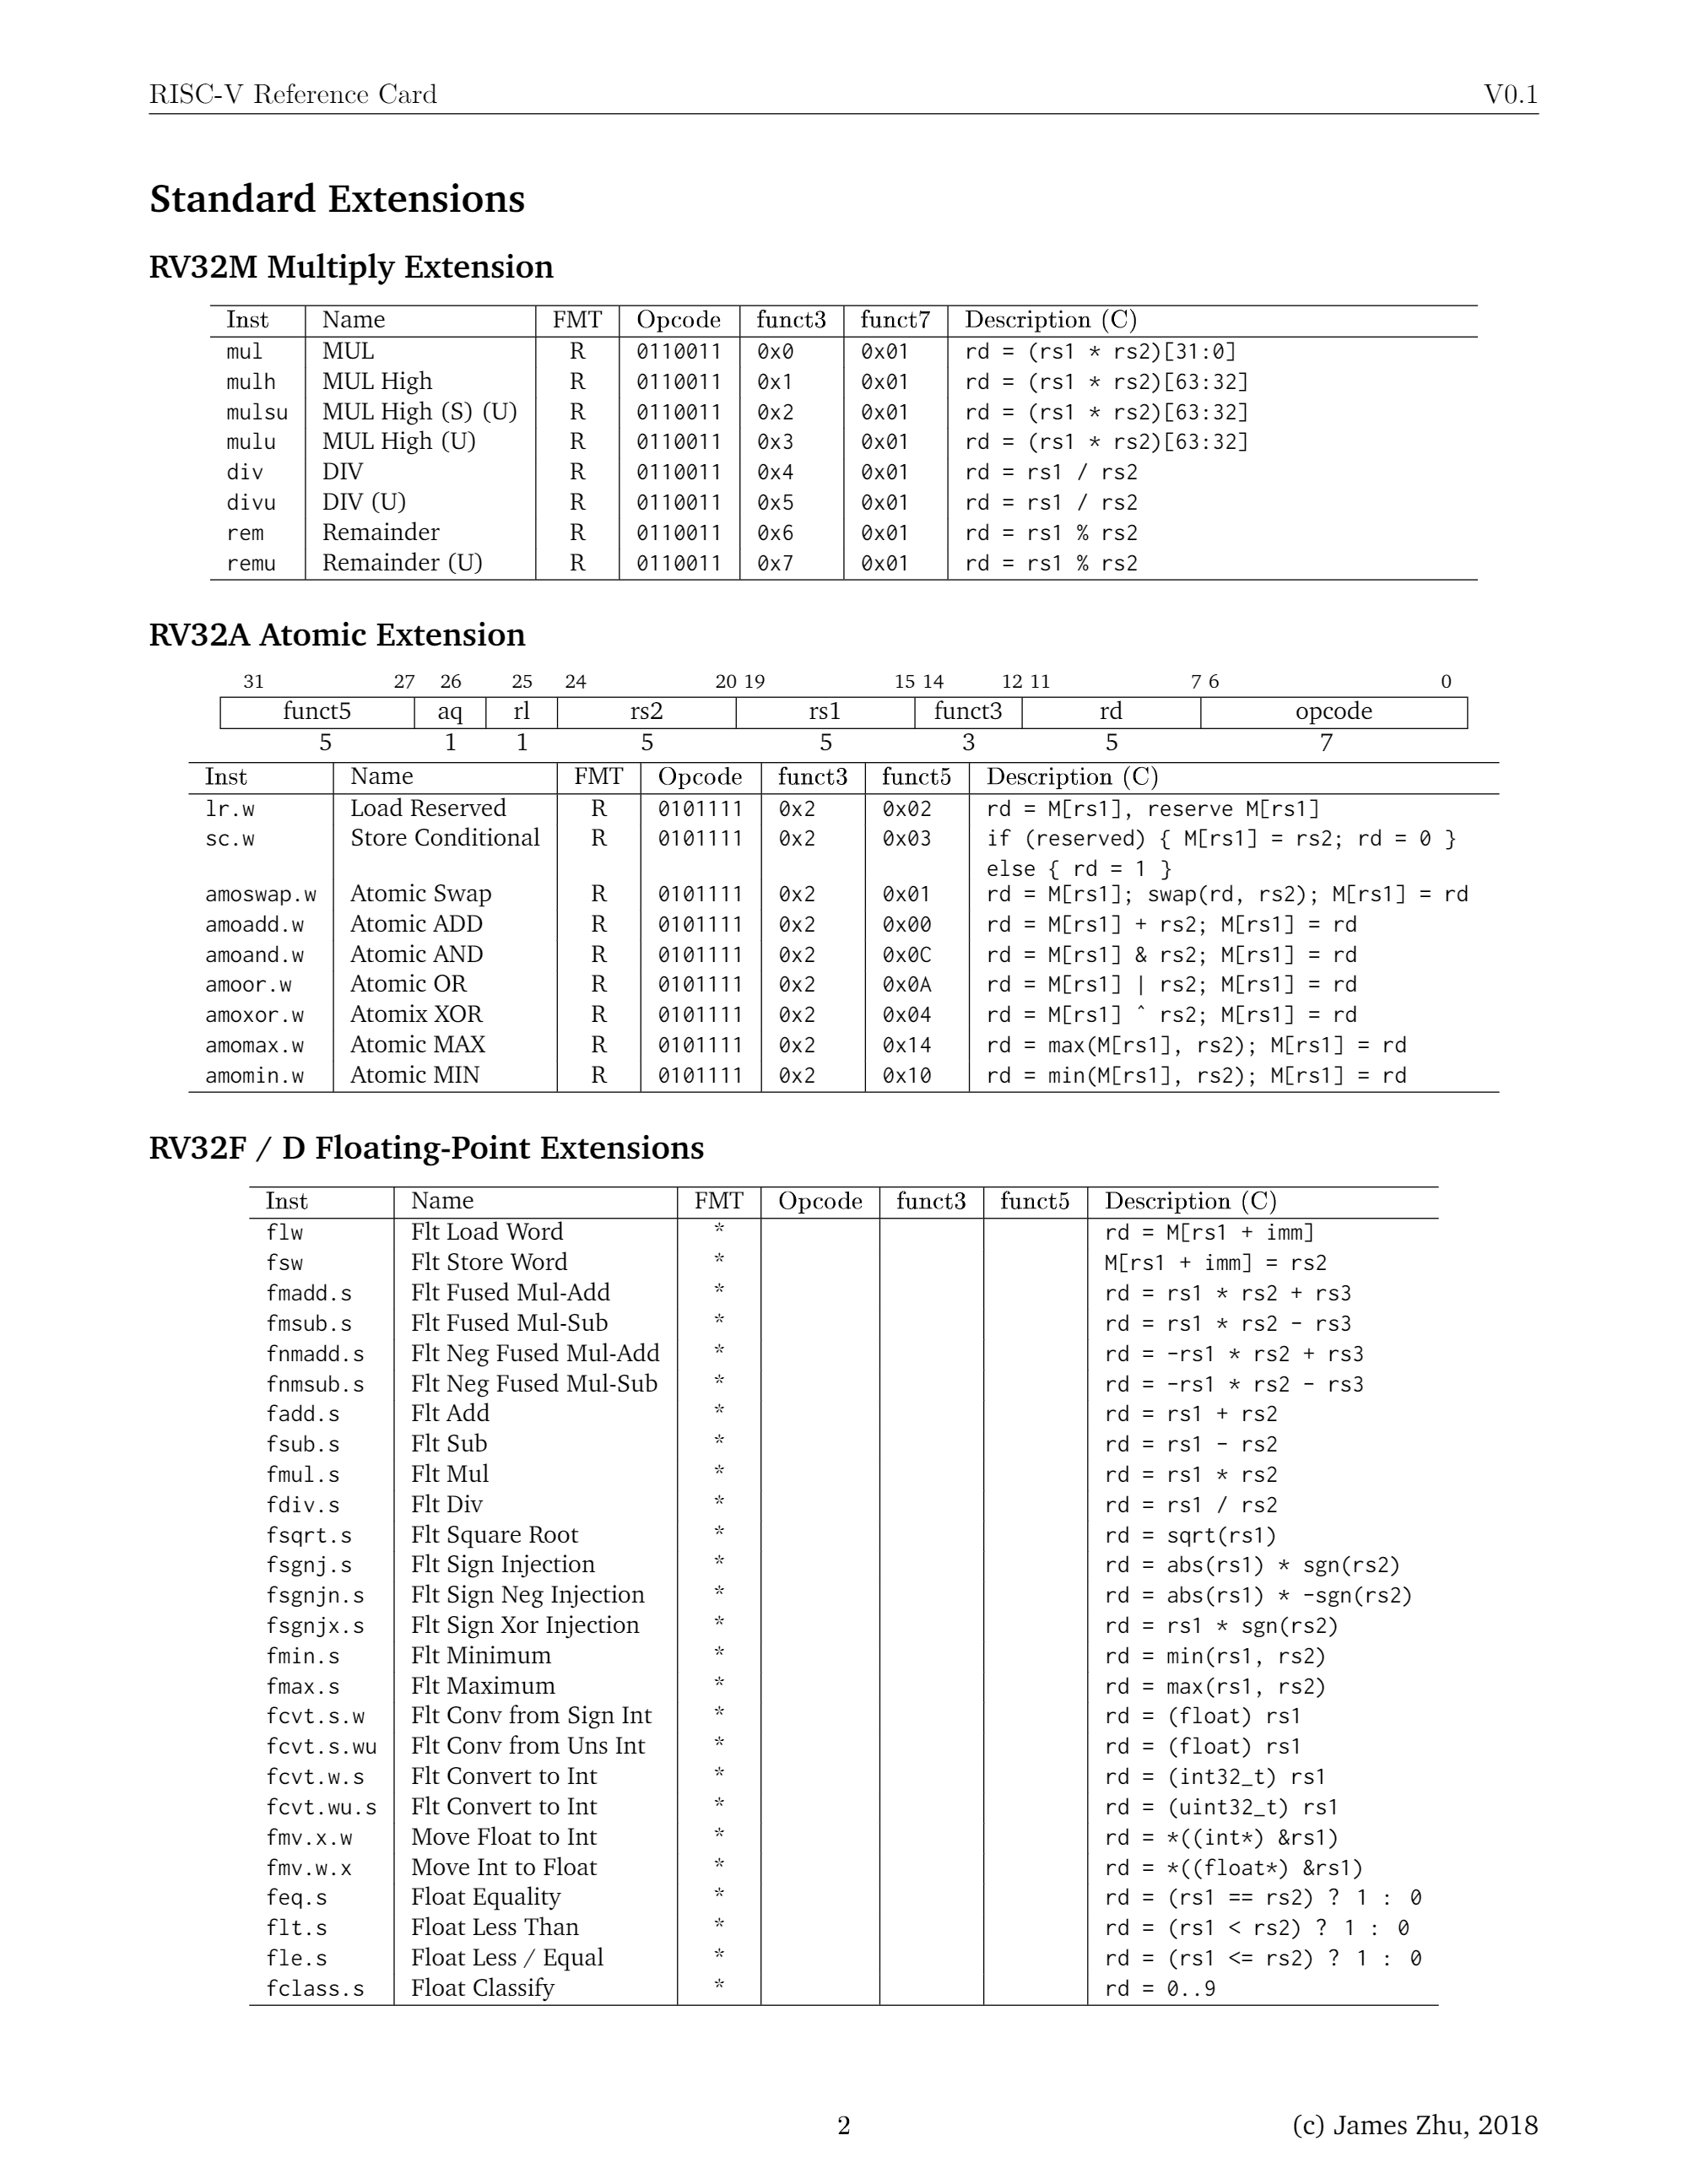 RISC-V Reference Card V0.1
Standard Extensions
RV32M Multiply Extension
Inst Name FMT Opcode funct3 funct7 Description (C)
mul MUL R 0110011 0x0 0x01 rd = (rs1 * rs2)[31:0]
mulh MUL High R 0110011 0x1 0x01 rd = (rs1 * rs2)[63:32]
mulsu MUL High (S) (U) R 0110011 0x2 0x01 rd = (rs1 * rs2)[63:32]
mulu MUL High (U) R 0110011 0x3 0x01 rd = (rs1 * rs2)[63:32]
div DIV R 0110011 0x4 0x01 rd = rs1 / rs2
divu DIV (U) R 0110011 0x5 0x01 rd = rs1 / rs2
rem Remainder R 0110011 0x6 0x01 rd = rs1 % rs2
remu Remainder (U) R 0110011 0x7 0x01 rd = rs1 % rs2
RV32A Atomic Extension
31 27 26 25 24 20 19 15 14 12 11 7 6 0
funct5 aq rl rs2 rs1 funct3 rd opcode
5 1 1 5 5 3 5 7
Inst Name FMT Opcode funct3 funct5 Description (C)
lr.w Load Reserved R 0101111 0x2 0x02 rd = M[rs1], reserve M[rs1]
sc.w Store Conditional R 0101111 0x2 0x03 if (reserved) { M[rs1] = rs2; rd = 0 }
else { rd = 1 }
amoswap.w Atomic Swap R 0101111 0x2 0x01 rd = M[rs1]; swap(rd, rs2); M[rs1] = rd
amoadd.w Atomic ADD R 0101111 0x2 0x00 rd = M[rs1] + rs2; M[rs1] = rd
amoand.w Atomic AND R 0101111 0x2 0x0C rd = M[rs1] & rs2; M[rs1] = rd
amoor.w Atomic OR R 0101111 0x2 0x0A rd = M[rs1] | rs2; M[rs1] = rd
amoxor.w Atomix XOR R 0101111 0x2 0x04 rd = M[rs1] ^ rs2; M[rs1] = rd
amomax.w Atomic MAX R 0101111 0x2 0x14 rd = max(M[rs1], rs2); M[rs1] = rd
amomin.w Atomic MIN R 0101111 0x2 0x10 rd = min(M[rs1], rs2); M[rs1] = rd
RV32F / D Floating-Point Extensions
Inst Name FMT Opcode funct3 funct5 Description (C)
flw Flt Load Word * rd = M[rs1 + imm]
fsw Flt Store Word * M[rs1 + imm] = rs2
fmadd.s Flt Fused Mul-Add * rd = rs1 * rs2 + rs3
fmsub.s Flt Fused Mul-Sub * rd = rs1 * rs2 - rs3
fnmadd.s Flt Neg Fused Mul-Add * rd = -rs1 * rs2 + rs3
fnmsub.s Flt Neg Fused Mul-Sub * rd = -rs1 * rs2 - rs3
fadd.s Flt Add * rd = rs1 + rs2
fsub.s Flt Sub * rd = rs1 - rs2
fmul.s Flt Mul * rd = rs1 * rs2
fdiv.s Flt Div * rd = rs1 / rs2
fsqrt.s Flt Square Root * rd = sqrt(rs1)
fsgnj.s Flt Sign Injection * rd = abs(rs1) * sgn(rs2)
fsgnjn.s Flt Sign Neg Injection * rd = abs(rs1) * -sgn(rs2)
fsgnjx.s Flt Sign Xor Injection * rd = rs1 * sgn(rs2)
fmin.s Flt Minimum * rd = min(rs1, rs2)
fmax.s Flt Maximum * rd = max(rs1, rs2)
fcvt.s.w Flt Conv from Sign Int * rd = (float) rs1
fcvt.s.wu Flt Conv from Uns Int * rd = (float) rs1
fcvt.w.s Flt Convert to Int * rd = (int32_t) rs1
fcvt.wu.s Flt Convert to Int * rd = (uint32_t) rs1
fmv.x.w Move Float to Int * rd = *((int*) &rs1)
fmv.w.x Move Int to Float * rd = *((float*) &rs1)
feq.s Float Equality * rd = (rs1 == rs2) ? 1 : 0
flt.s Float Less Than * rd = (rs1 < rs2) ? 1 : 0
fle.s Float Less / Equal * rd = (rs1 <= rs2) ? 1 : 0
fclass.s Float Classify * rd = 0..9
2 (c) James Zhu, 2018